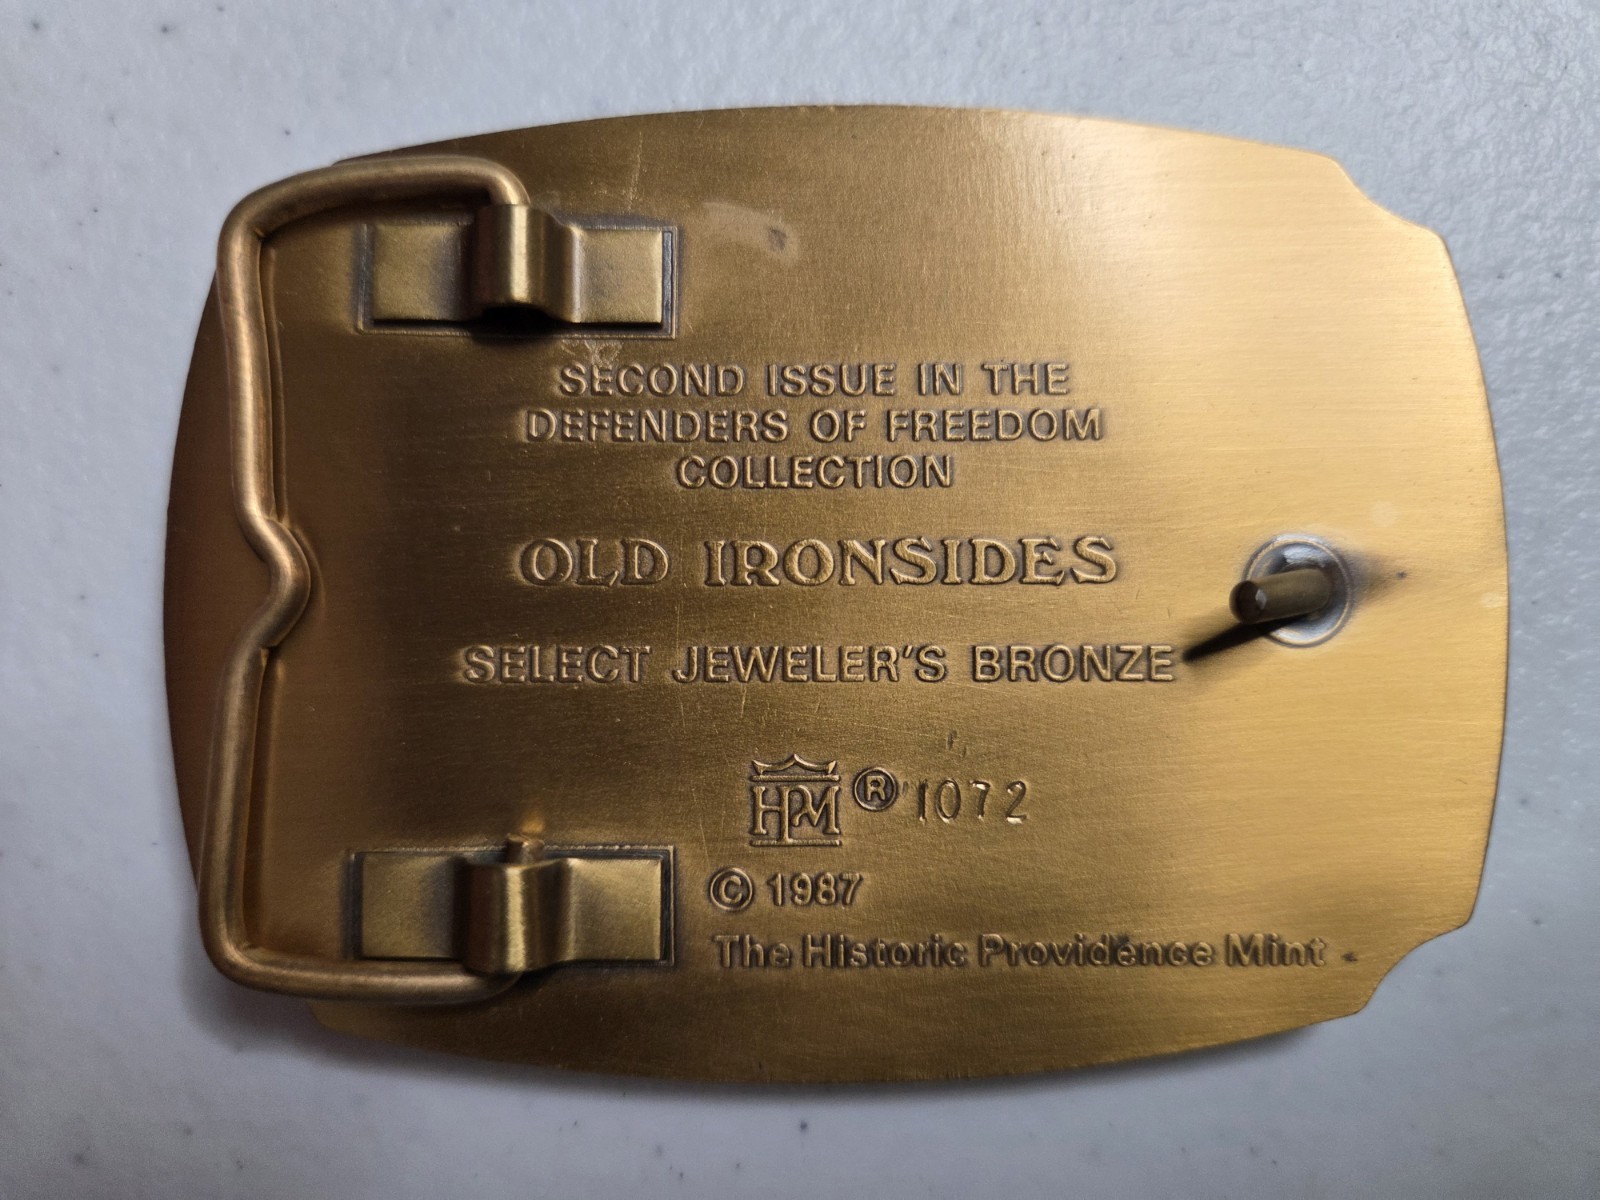 SECOND ISSUE IN THE
DEFENDERS OF FREEDOM
COLLECTION
OLD IRONSIDES
SELECT JEWELER'S BRONZE
HPM ® 1072
© 1987
The Historic Providence Mint